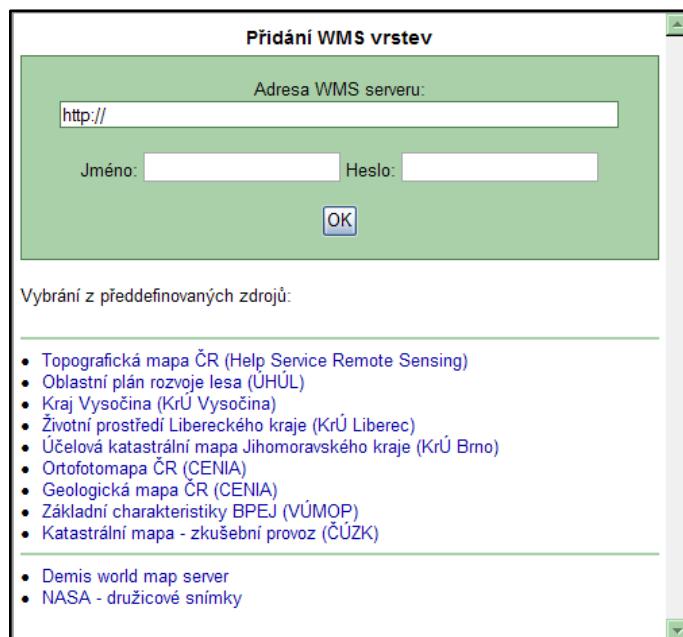 Přidání WMS vrstev
Adresa WMS serveru:
http://
Jméno: Heslo:
OK
Vybrání z předdefinovaných zdrojů:
Topografická mapa ČR (Help Service Remote Sensing)
Oblastní plán rozvoje lesa (ÚHÚL)
Kraj Vysočina (KrÚ Vysočina)
Životní prostředí Libereckého kraje (KrÚ Liberec)
Účelová katastrální mapa Jihomoravského kraje (KrÚ Brno)
Ortofotomapa ČR (CENIA)
Geologická mapa ČR (CENIA)
Základní charakteristiky BPEJ (VÚMOP)
Katastrální mapa - zkušební provoz (ČÚZK)
Demis world map server
NASA - družicové snímky